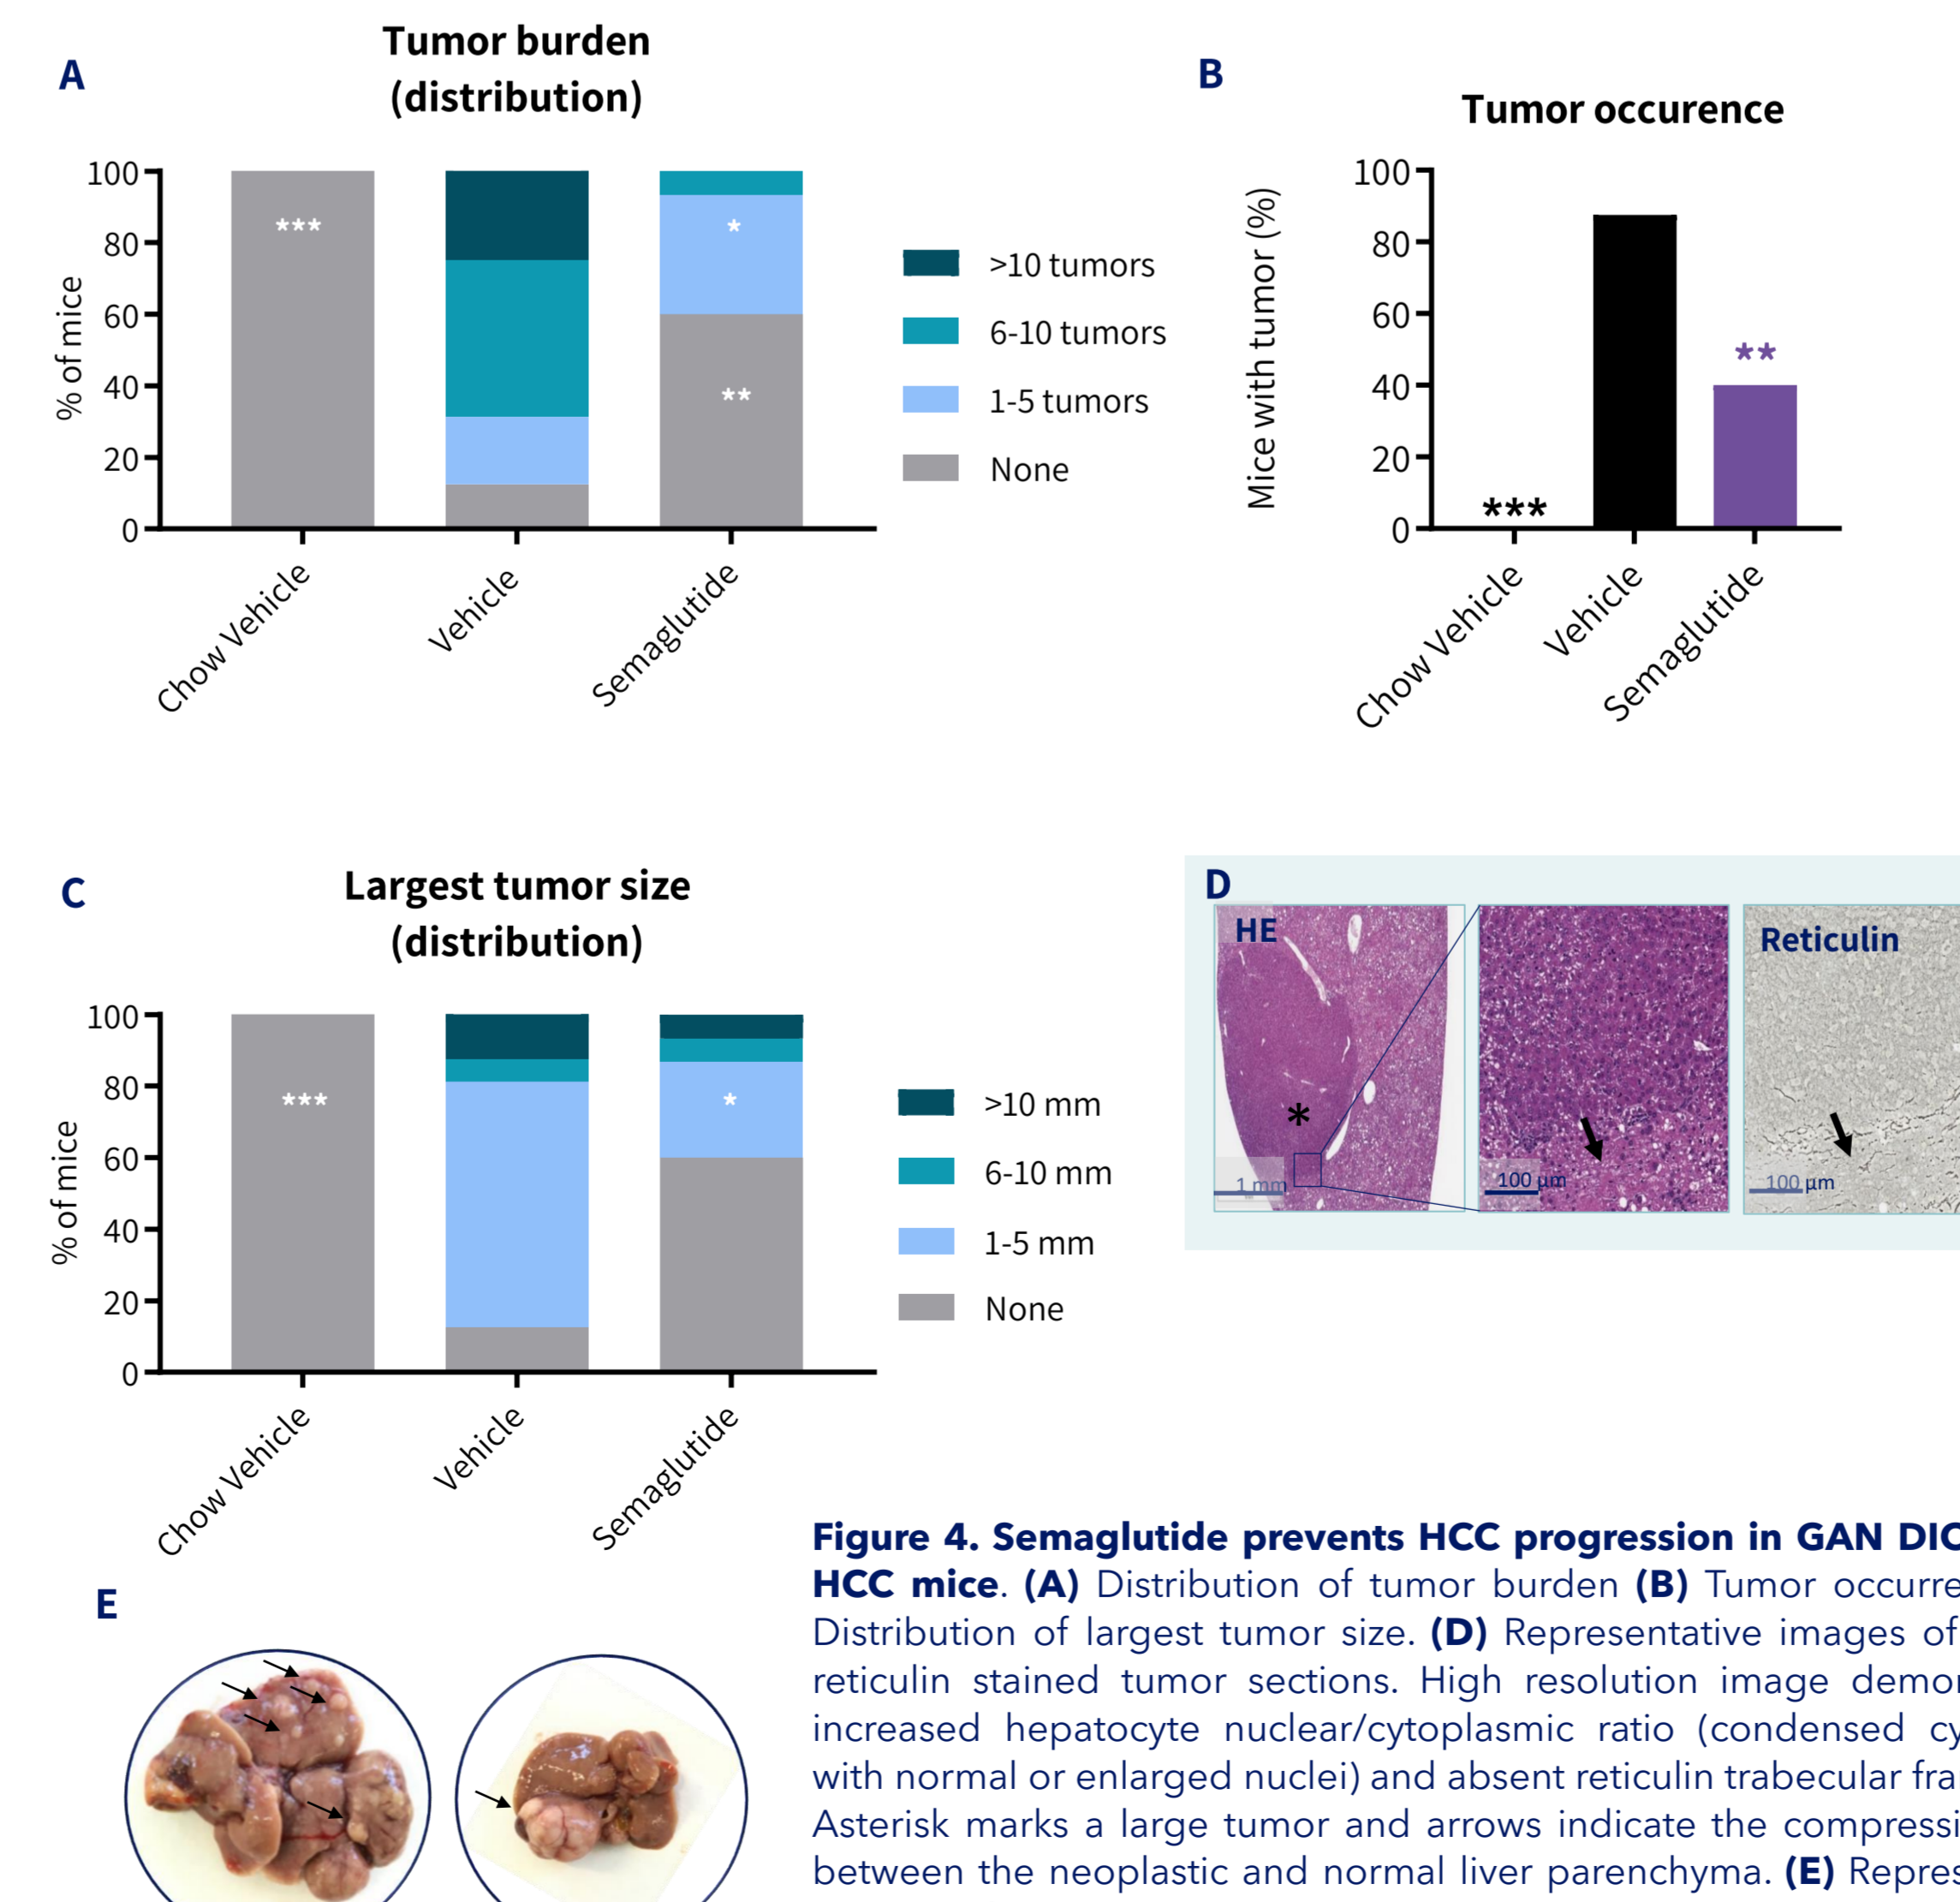 A
Tumor burden
(distribution)
% of mice
100
80
60
40
20
0
***
*
**
Chow Vehicle
Vehicle
Semaglutide
>10 tumors
6-10 tumors
1-5 tumors
None
B
Tumor occurence
Mice with tumor (%)
100
80
60
40
20
0
***
**
Chow Vehicle
Vehicle
Semaglutide
C
Largest tumor size
(distribution)
% of mice
100
80
60
40
20
0
***
*
Chow Vehicle
Vehicle
Semaglutide
>10 mm
6-10 mm
1-5 mm
None
D
HE
*
1 mm
100 µm
Reticulin
100 µm
E
Figure 4. Semaglutide prevents HCC progression in GAN DIO
HCC mice. (A) Distribution of tumor burden (B) Tumor occurre
Distribution of largest tumor size. (D) Representative images of
reticulin stained tumor sections. High resolution image demon
increased hepatocyte nuclear/cytoplasmic ratio (condensed cy
with normal or enlarged nuclei) and absent reticulin trabecular fra
Asterisk marks a large tumor and arrows indicate the compressi
between the neoplastic and normal liver parenchyma. (E) Repres